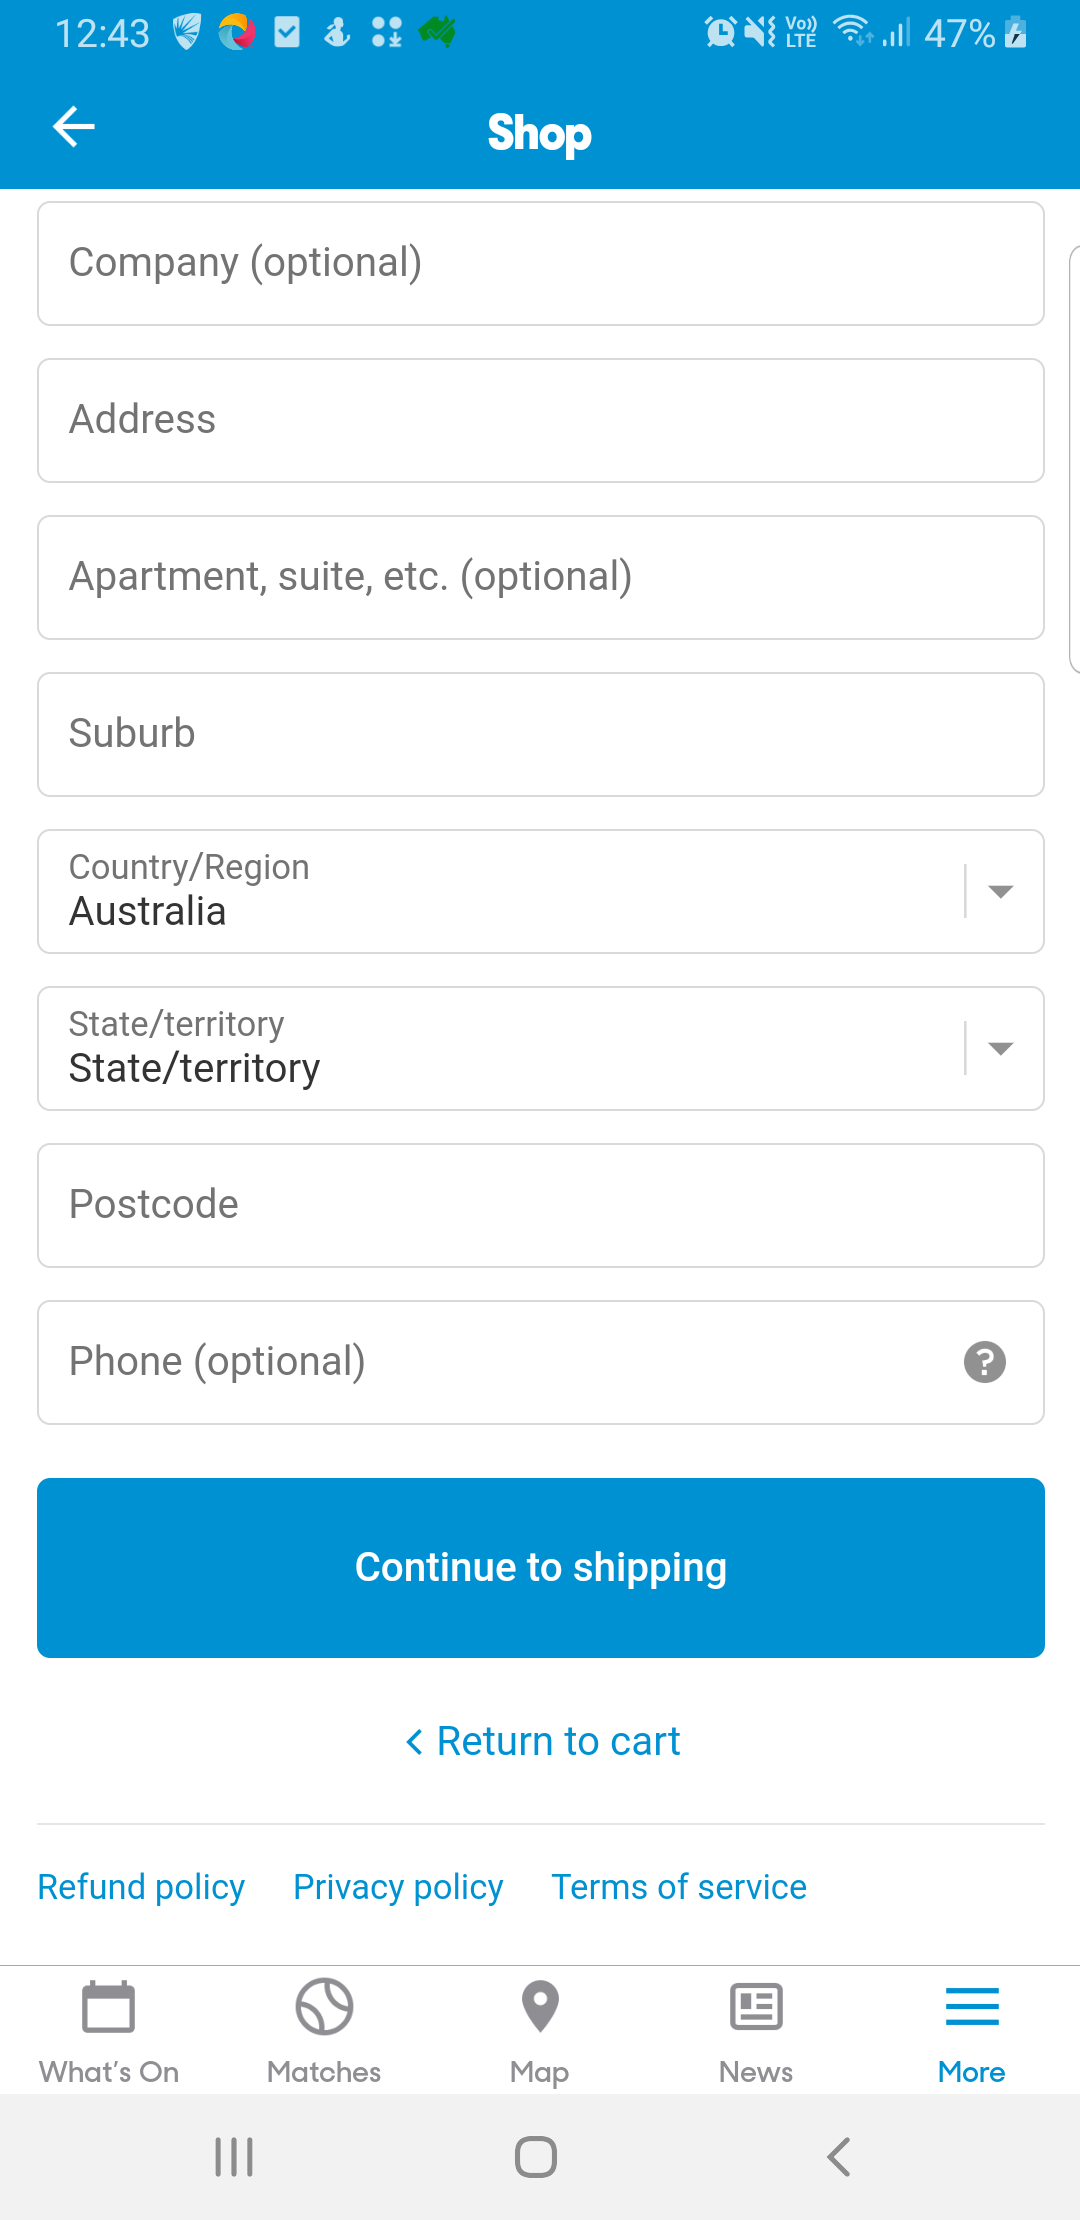 12:43
Vo)) LTE
47%
Shop
Company (optional)
Address
Apartment, suite, etc. (optional)
Suburb
Country/Region
Australia
State/territory
State/territory
Postcode
Phone (optional)
?
Continue to shipping
Return to cart
Refund policy Privacy policy Terms of service
What's On Matches Map News More